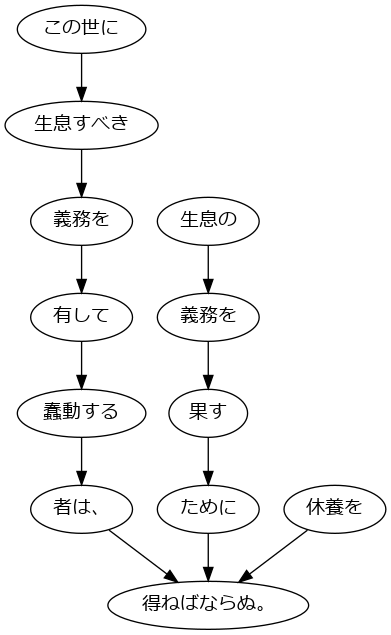 この世に
生息すべき
義務を
生息の
有して
義務を
蠢動する
果す
者は、
ために
休養を
得ねばならぬ。